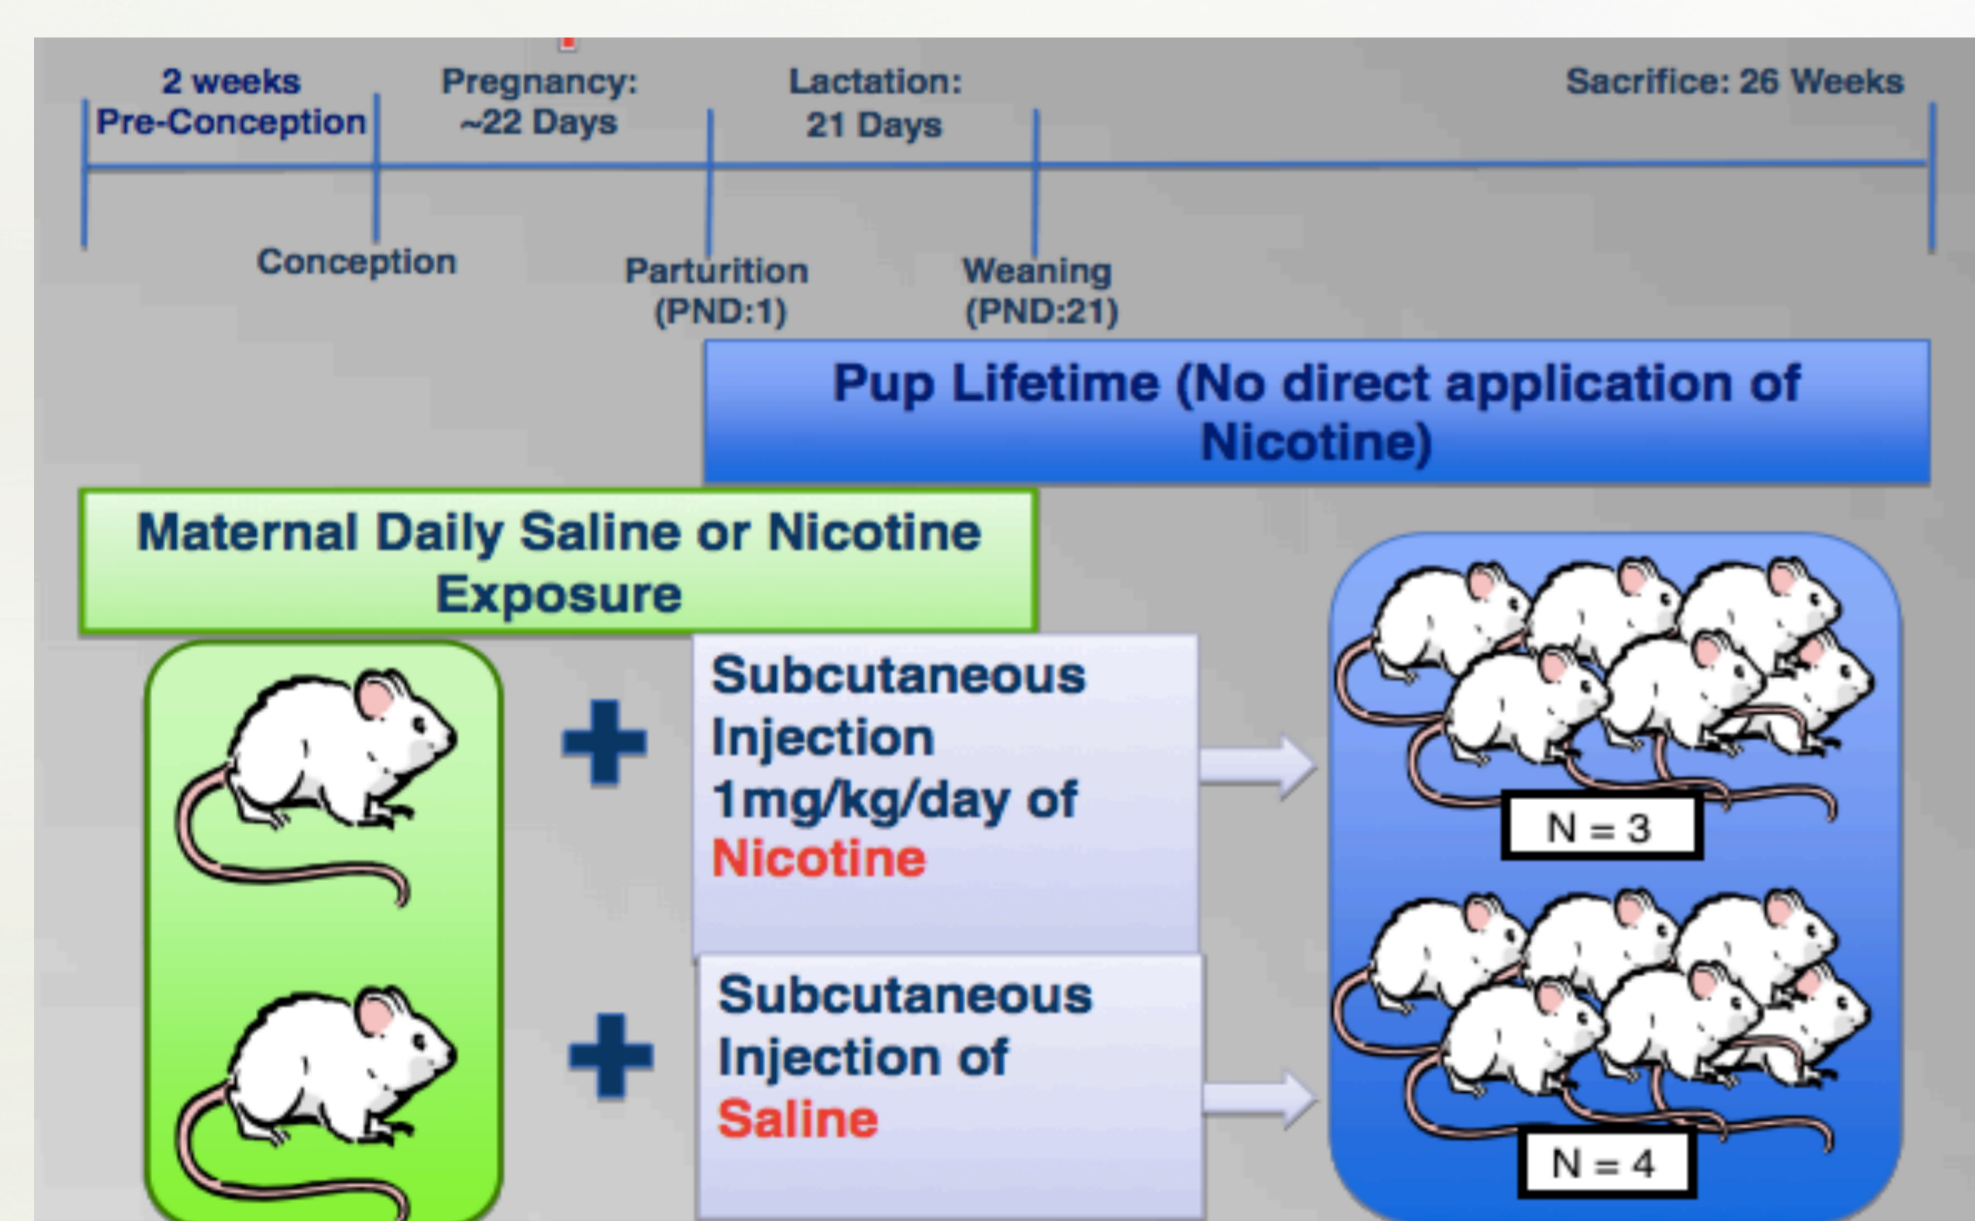 2 weeks
Pre-Conception
Pregnancy:
~22 Days
Lactation:
21 Days
Sacrifice: 26 Weeks
Conception
Parturition
(PND:1)
Weaning
(PND:21)
Pup Lifetime (No direct application of
Nicotine)
Maternal Daily Saline or Nicotine
Exposure
Subcutaneous
Injection
1mg/kg/day of
Nicotine
N = 3
Subcutaneous
Injection of
Saline
N = 4